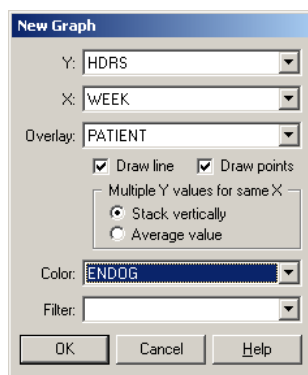 New Graph
Y: HDRS
X: WEEK
Overlay: PATIENT
Draw line Draw points
Multiple Y values for same X
Stack vertically
Average value
Color: ENDOG
Filter:
OK Cancel Help